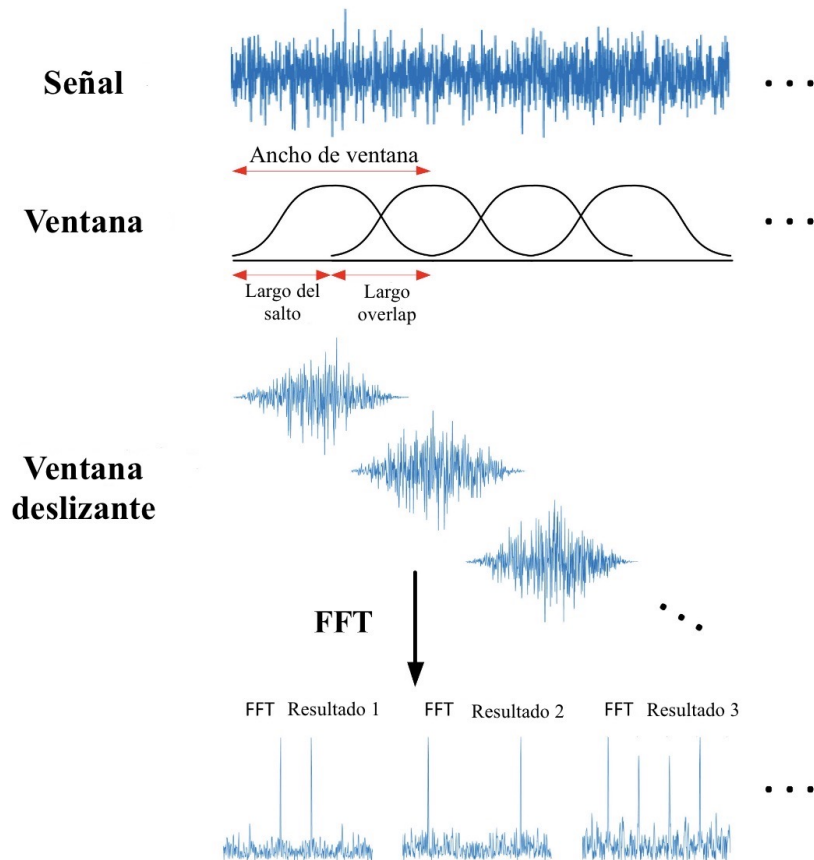 Señal
Ancho de ventana
Ventana
Largo del
salto
Largo
overlap
Ventana
deslizante
FFT
FFT Resultado 1
FFT Resultado 2
FFT Resultado 3